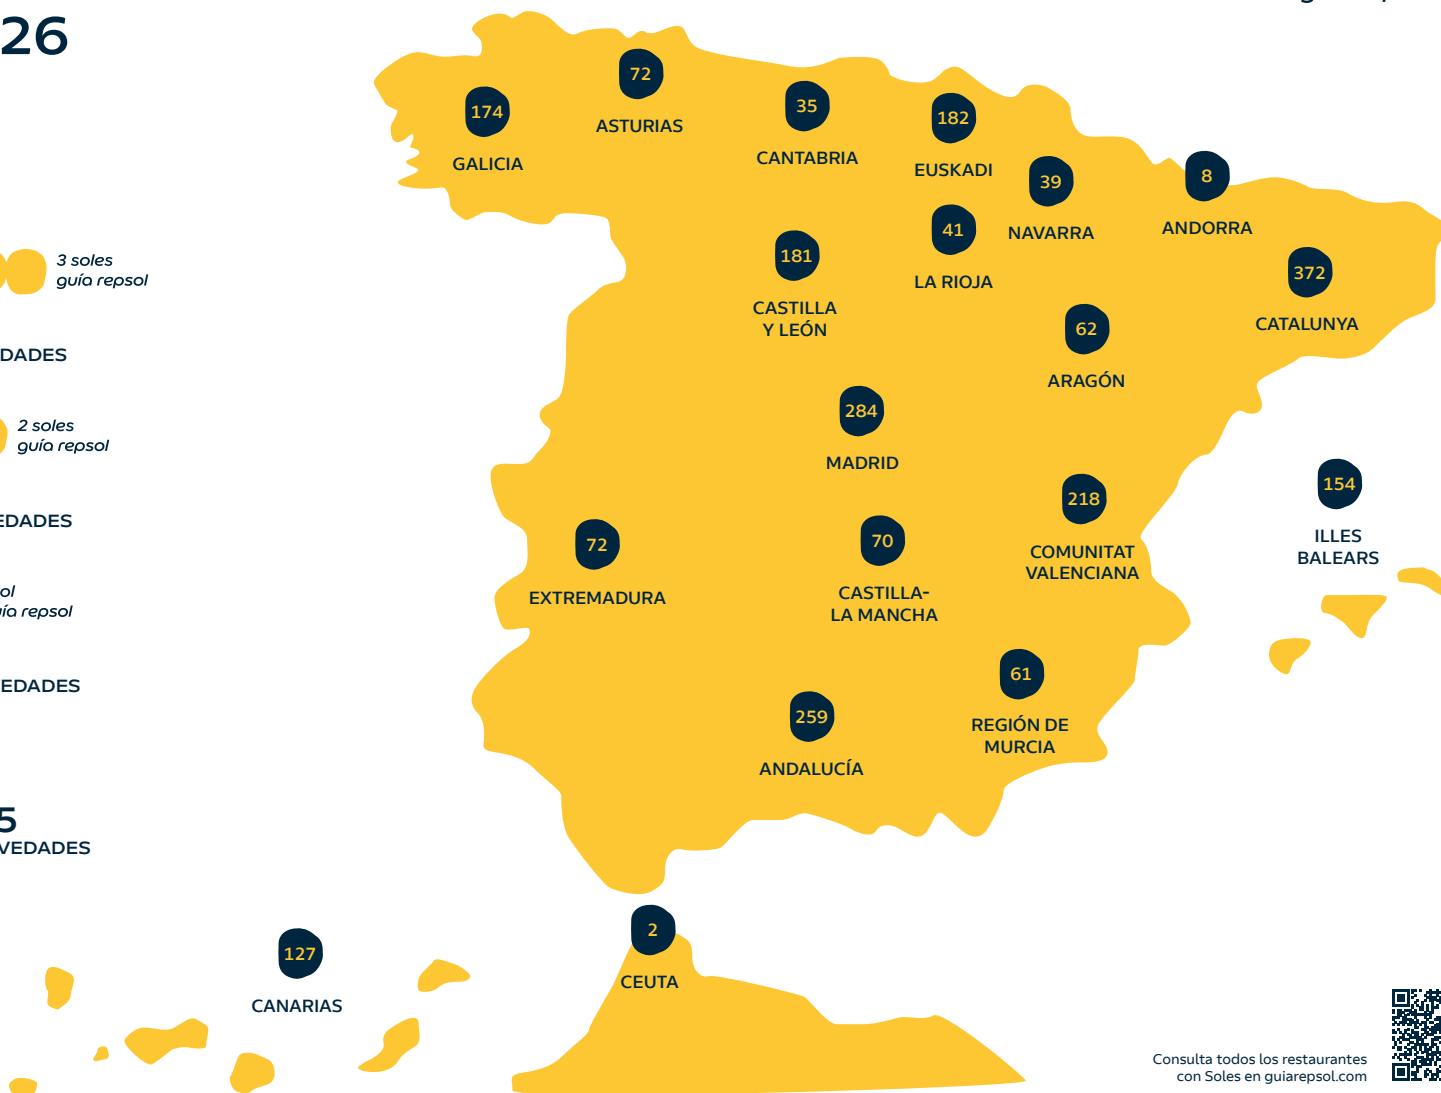 26
3 soles
guía repsol
DADES
2 soles
guía repsol
EDADES
ol
ía repsol
EDADES
5
VEDADES
174
GALICIA
72
ASTURIAS
35
CANTABRIA
182
EUSKADI
39
NAVARRA
8
ANDORRA
41
LA RIOJA
181
CASTILLA
Y LEÓN
372
CATALUNYA
62
ARAGÓN
284
MADRID
218
COMUNITAT
VALENCIANA
154
ILLES
BALEARS
72
EXTREMADURA
70
CASTILLA-
LA MANCHA
61
REGIÓN DE
MURCIA
259
ANDALUCÍA
2
CEUTA
127
CANARIAS
Consulta todos los restaurantes
con Soles en guiarepsol.com